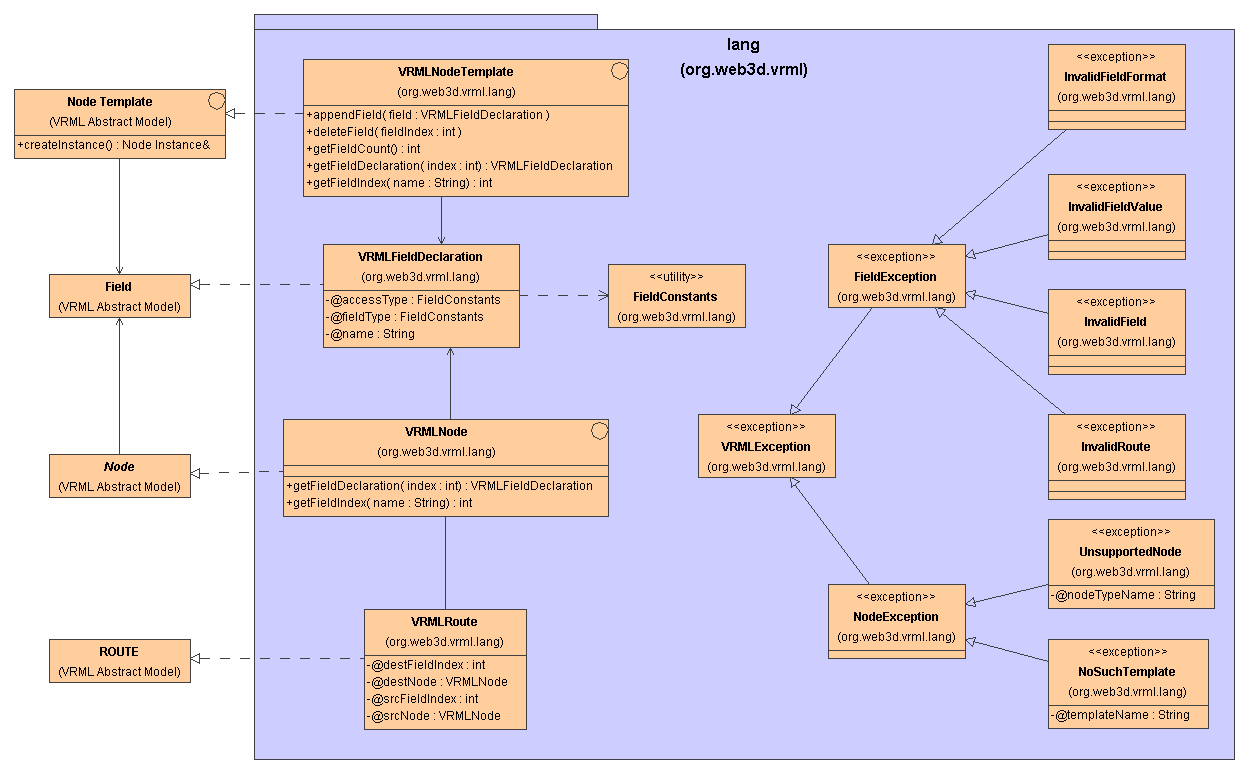 lang
(org.web3d.vrml)
Node Template
(VRML Abstract Model)
+createInstance() : Node Instance&
Field
(VRML Abstract Model)
Node
(VRML Abstract Model)
ROUTE
(VRML Abstract Model)
VRMLNodeTemplate
(org.web3d.vrml.lang)
+appendField( field : VRMLFieldDeclaration )
+deleteField( fieldIndex : int )
+getFieldCount() : int
+getFieldDeclaration( index : int) : VRMLFieldDeclaration
+getFieldIndex( name : String) : int
VRMLFieldDeclaration
(org.web3d.vrml.lang)
-@accessType : FieldConstants
-@fieldType : FieldConstants
-@name : String
<<utility>>
FieldConstants
(org.web3d.vrml.lang)
VRMLNode
(org.web3d.vrml.lang)
+getFieldDeclaration( index : int) : VRMLFieldDeclaration
+getFieldIndex( name : String) : int
VRMLRoute
(org.web3d.vrml.lang)
-@destFieldIndex : int
-@destNode : VRMLNode
-@srcFieldIndex : int
-@srcNode : VRMLNode
<<exception>>
VRMLException
(org.web3d.vrml.lang)
<<exception>>
FieldException
(org.web3d.vrml.lang)
<<exception>>
NodeException
(org.web3d.vrml.lang)
<<exception>>
InvalidFieldFormat
(org.web3d.vrml.lang)
<<exception>>
InvalidFieldValue
(org.web3d.vrml.lang)
<<exception>>
InvalidField
(org.web3d.vrml.lang)
<<exception>>
InvalidRoute
(org.web3d.vrml.lang)
<<exception>>
UnsupportedNode
(org.web3d.vrml.lang)
-@nodeTypeName : String
<<exception>>
NoSuchTemplate
(org.web3d.vrml.lang)
-@templateName : String